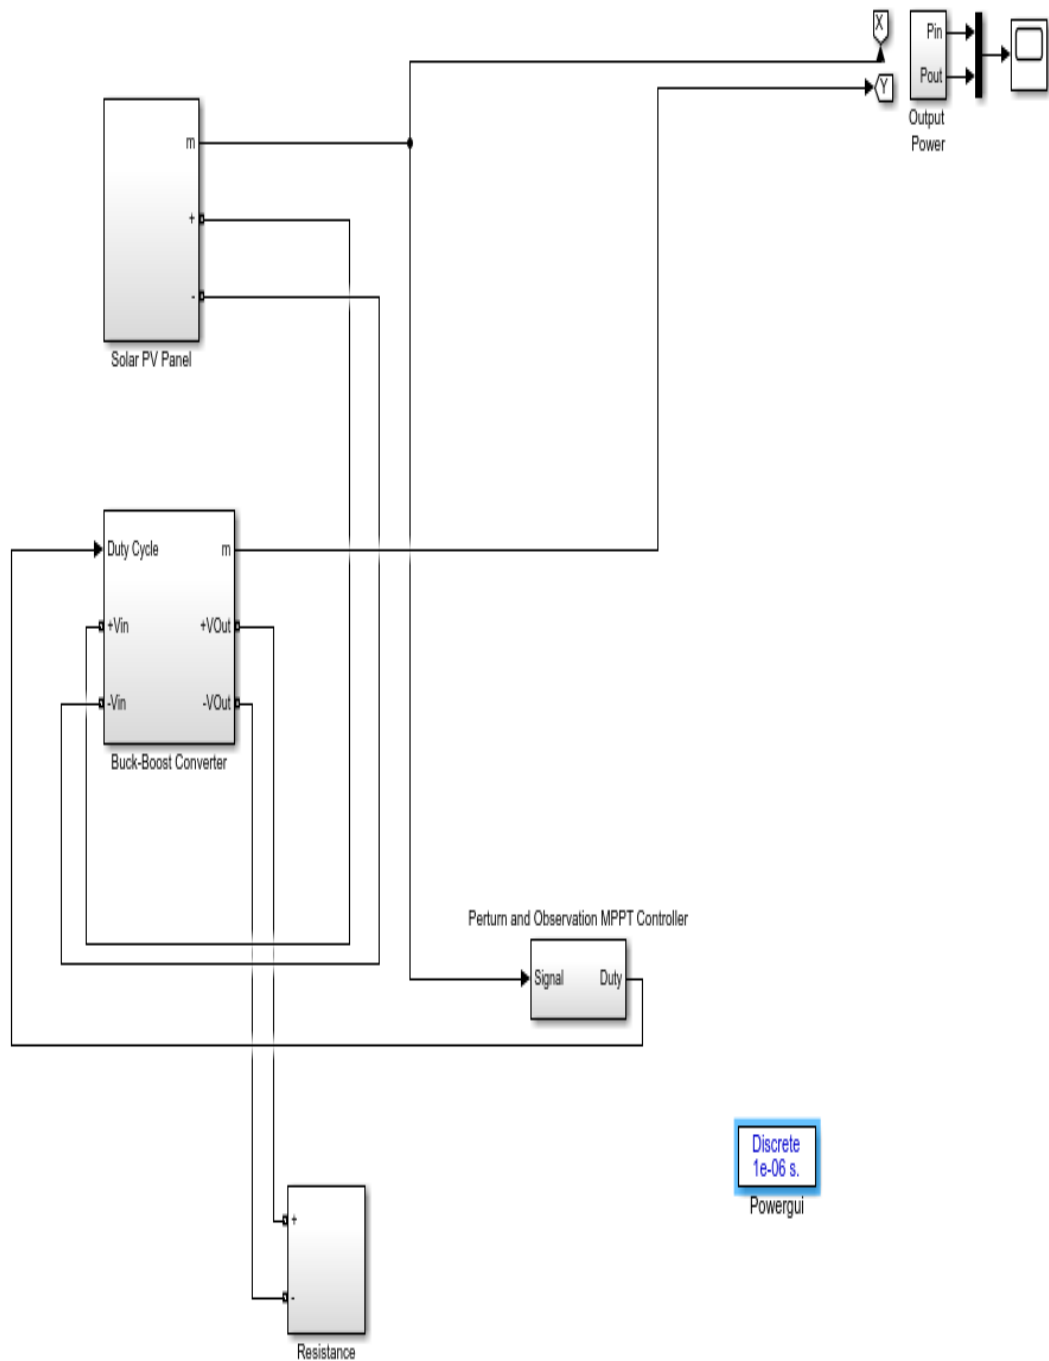 X
Y
Pin
Pout
Output
Power
m
+
-
Solar PV Panel
Duty Cycle
m
+Vin
+VOut
-Vin
-VOut
Buck-Boost Converter
Perturn and Observation MPPT Controller
Signal
Duty
Discrete
1e-06 s.
Powergui
+
-
Resistance